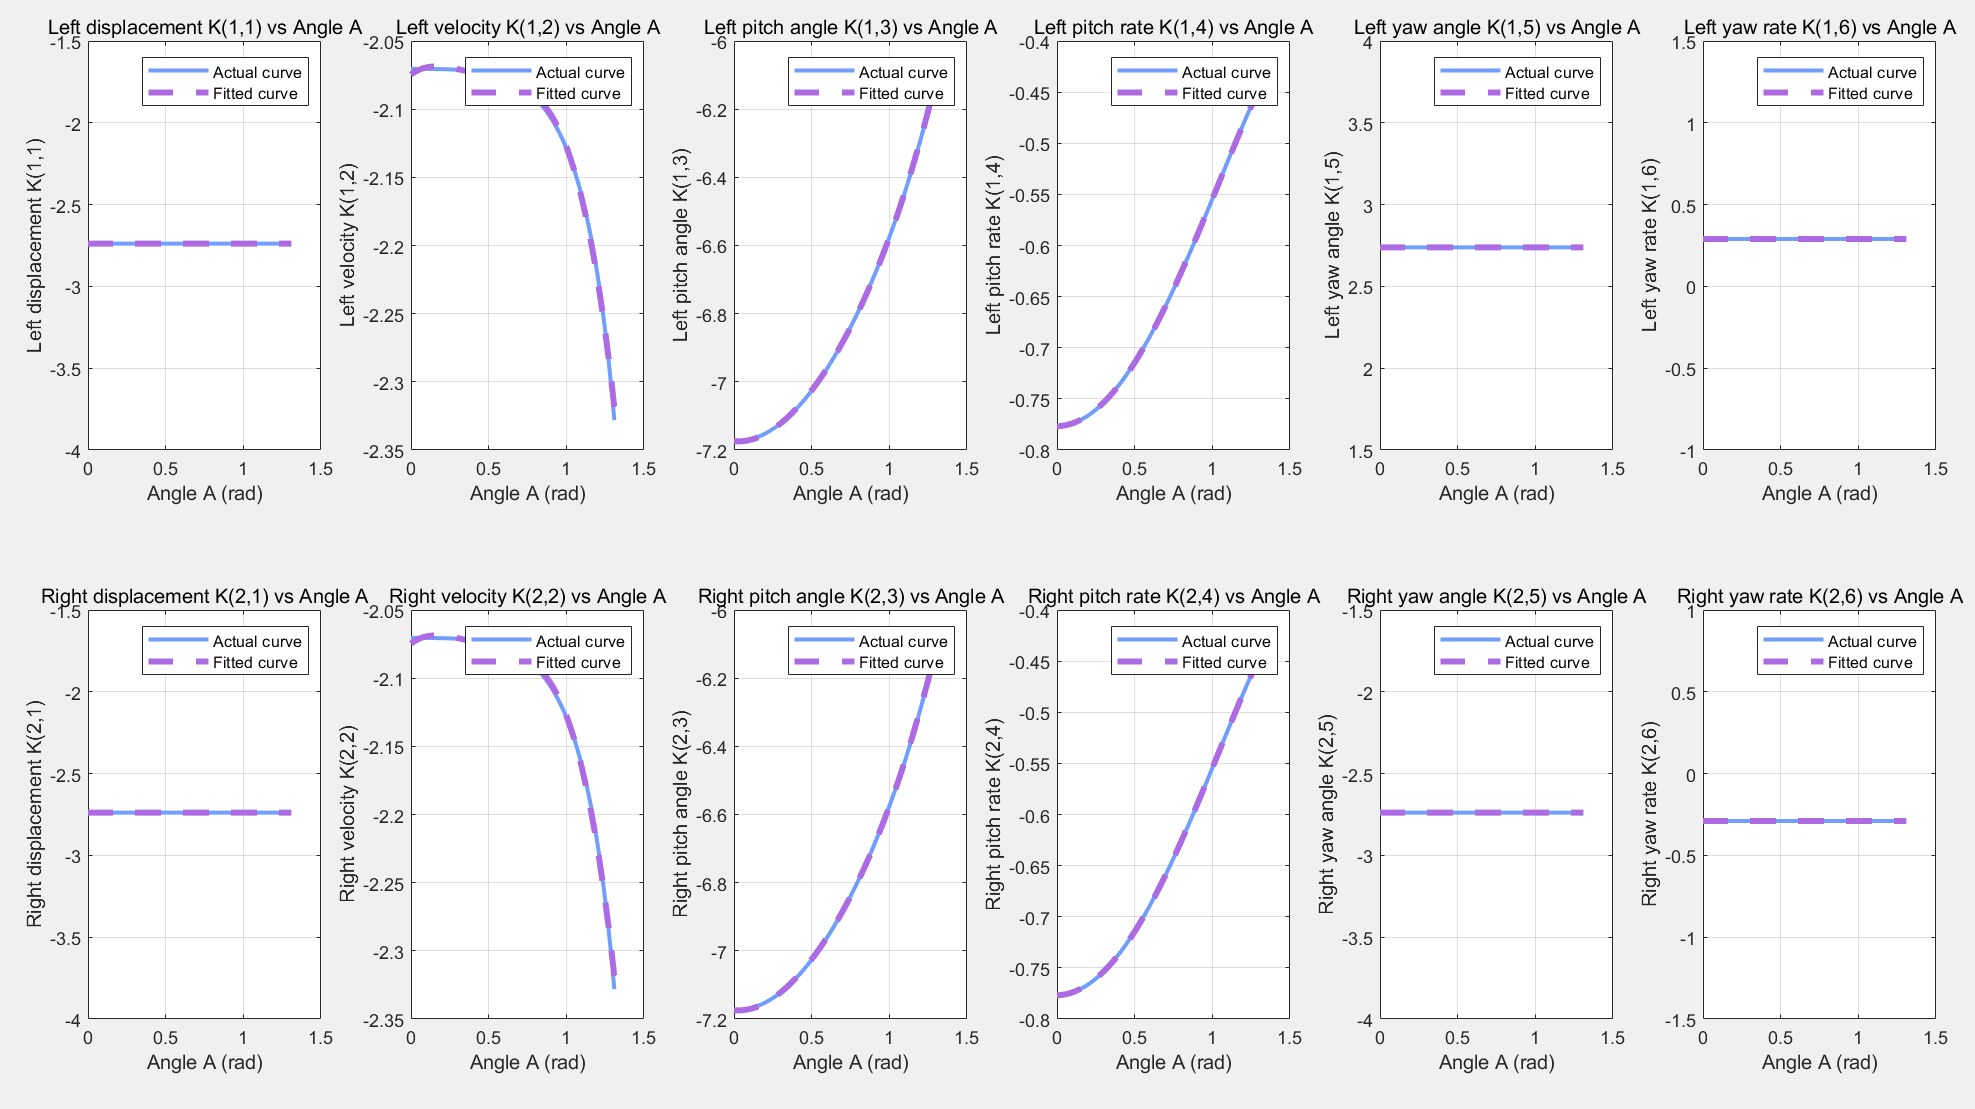 Left displacement K(1,1) vs Angle A
-1.5
-2
-2.5
-3
-3.5
-4
Left displacement K(1,1)
Actual curve
Fitted curve
0 0.5 1 1.5
Angle A (rad)
Left velocity K(1,2) vs Angle A
-2.05
-2.1
-2.15
-2.2
-2.25
-2.3
-2.35
Left velocity K(1,2)
Actual curve
Fitted curve
0 0.5 1 1.5
Angle A (rad)
Left pitch angle K(1,3) vs Angle A
-6
-6.2
-6.4
-6.6
-6.8
-7
-7.2
Left pitch angle K(1,3)
Actual curve
Fitted curve
0 0.5 1 1.5
Angle A (rad)
Left pitch rate K(1,4) vs Angle A
-0.4
-0.45
-0.5
-0.55
-0.6
-0.65
-0.7
-0.75
-0.8
Left pitch rate K(1,4)
Actual curve
Fitted curve
0 0.5 1 1.5
Angle A (rad)
Left yaw angle K(1,5) vs Angle A
4
3.5
3
2.5
2
1.5
Left yaw angle K(1,5)
Actual curve
Fitted curve
0 0.5 1 1.5
Angle A (rad)
Left yaw rate K(1,6) vs Angle A
1.5
1
0.5
0
-0.5
-1
Left yaw rate K(1,6)
Actual curve
Fitted curve
0 0.5 1 1.5
Angle A (rad)
Right displacement K(2,1) vs Angle A
-1.5
-2
-2.5
-3
-3.5
-4
Right displacement K(2,1)
Actual curve
Fitted curve
0 0.5 1 1.5
Angle A (rad)
Right velocity K(2,2) vs Angle A
-2.05
-2.1
-2.15
-2.2
-2.25
-2.3
-2.35
Right velocity K(2,2)
Actual curve
Fitted curve
0 0.5 1 1.5
Angle A (rad)
Right pitch angle K(2,3) vs Angle A
-6
-6.2
-6.4
-6.6
-6.8
-7
-7.2
Right pitch angle K(2,3)
Actual curve
Fitted curve
0 0.5 1 1.5
Angle A (rad)
Right pitch rate K(2,4) vs Angle A
-0.4
-0.45
-0.5
-0.55
-0.6
-0.65
-0.7
-0.75
-0.8
Right pitch rate K(2,4)
Actual curve
Fitted curve
0 0.5 1 1.5
Angle A (rad)
Right yaw angle K(2,5) vs Angle A
-1.5
-2
-2.5
-3
-3.5
-4
Right yaw angle K(2,5)
Actual curve
Fitted curve
0 0.5 1 1.5
Angle A (rad)
Right yaw rate K(2,6) vs Angle A
1
0.5
0
-0.5
-1
-1.5
Right yaw rate K(2,6)
Actual curve
Fitted curve
0 0.5 1 1.5
Angle A (rad)